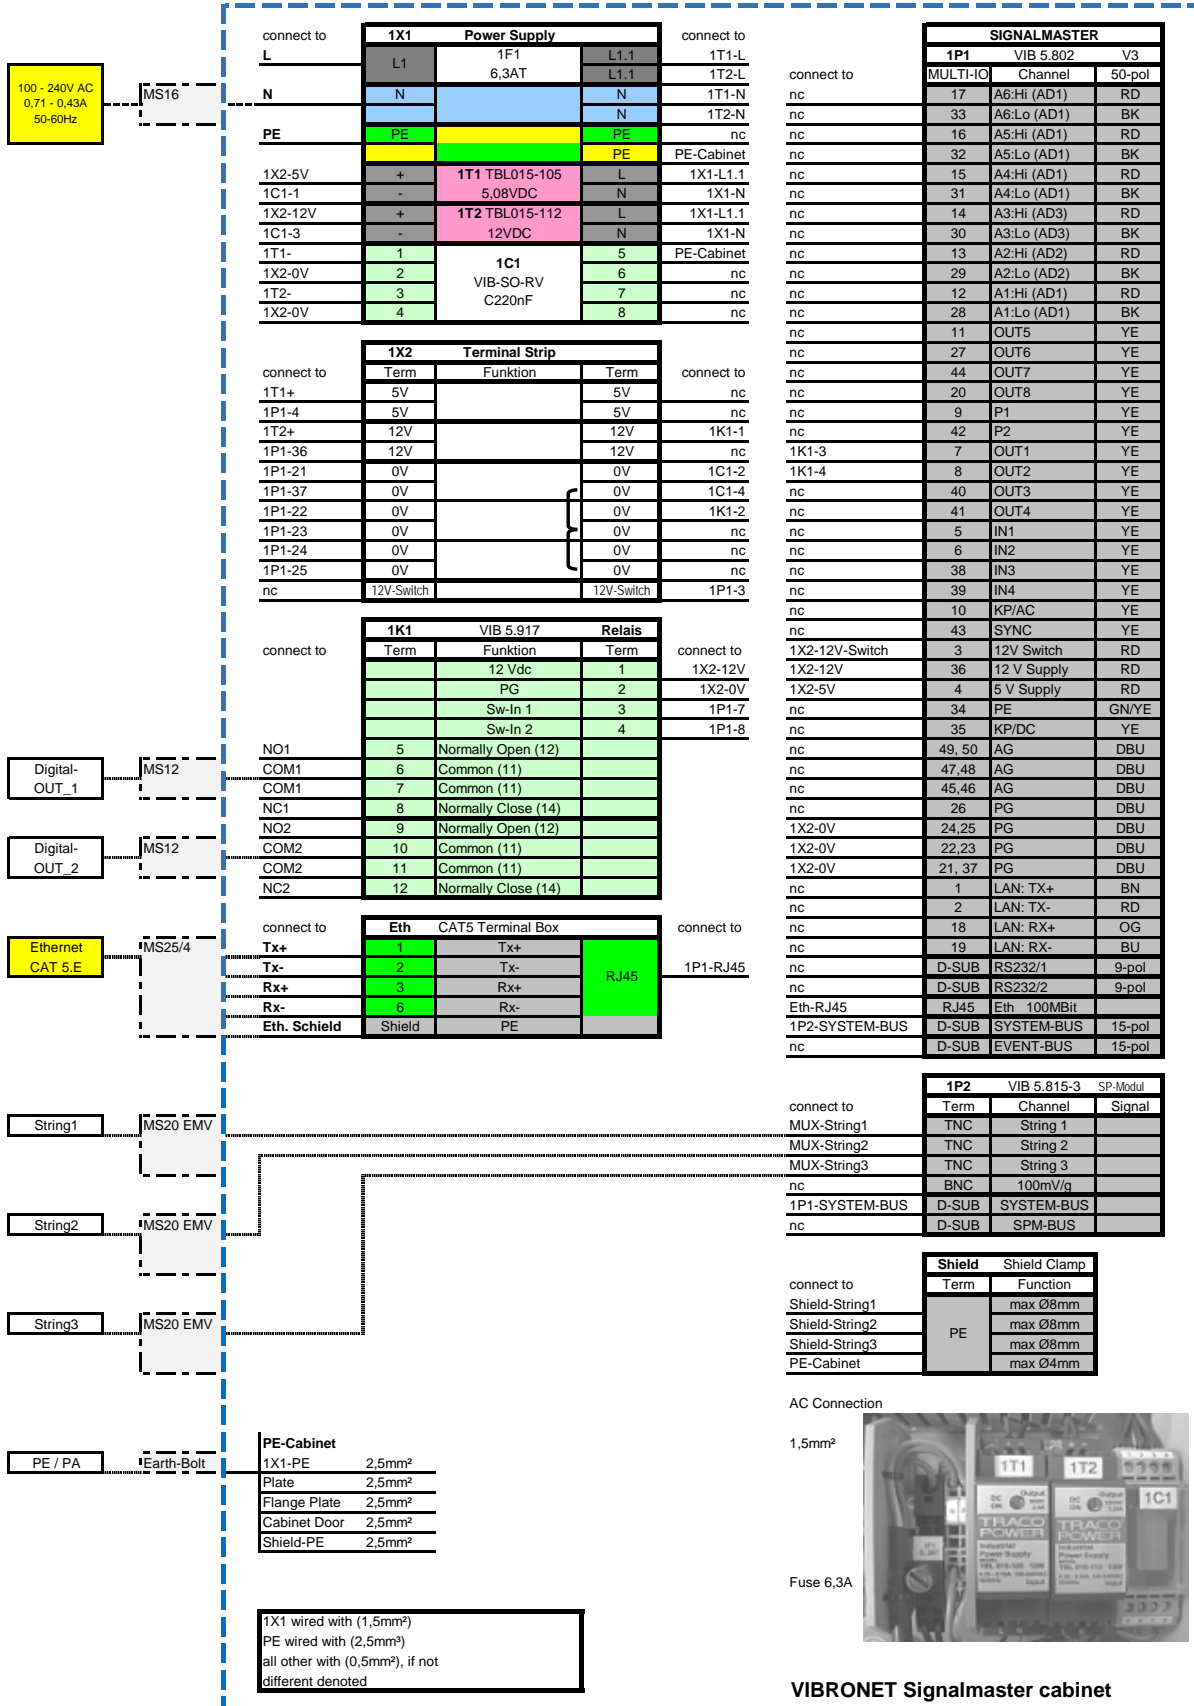 connect to 1X1 Power Supply connect to
L L1 1F1 L1.1 1T1-L
6,3AT L1.1 1T2-L
100 - 240V AC
0,71 - 0,43A
50-60Hz
MS16
N N N 1T1-N
N 1T2-N
PE PE PE nc
PE PE-Cabinet
1X2-5V + 1T1 TBL015-105 L 1X1-L1.1
1C1-1 - 5,08VDC N 1X1-N
1X2-12V + 1T2 TBL015-112 L 1X1-L1.1
1C1-3 - 12VDC N 1X1-N
1T1- 1 5 PE-Cabinet
1X2-0V 2 6 nc
1T2- 3 7 nc
1X2-0V 4 8 nc
1C1
VIB-SO-RV
C220nF
1X2 Terminal Strip
connect to Term Funktion Term connect to
1T1+ 5V 5V nc
1P1-4 5V 5V nc
1T2+ 12V 12V 1K1-1
1P1-36 12V 12V nc
1P1-21 0V 0V 1C1-2
1P1-37 0V 0V 1C1-4
1P1-22 0V 0V 1K1-2
1P1-23 0V 0V nc
1P1-24 0V 0V nc
1P1-25 0V 0V nc
nc 12V-Switch 12V-Switch 1P1-3
1K1 VIB 5.917 Relais
connect to Term Funktion Term connect to
12 Vdc 1 1X2-12V
PG 2 1X2-0V
Sw-In 1 3 1P1-7
Sw-In 2 4 1P1-8
NO1 5 Normally Open (12)
COM1 6 Common (11)
COM1 7 Common (11)
NC1 8 Normally Close (14)
NO2 9 Normally Open (12)
COM2 10 Common (11)
COM2 11 Common (11)
NC2 12 Normally Close (14)
Digital-
OUT_1
MS12
Digital-
OUT_2
MS12
connect to Eth CAT5 Terminal Box connect to
Tx+ 1 Tx+
Tx- 2 Tx- RJ45 1P1-RJ45
Rx+ 3 Rx+
Rx- 6 Rx-
Eth. Schield Shield PE
Ethernet
CAT 5.E
MS25/4
String1 MS20 EMV
String2 MS20 EMV
String3 MS20 EMV
PE / PA Earth-Bolt
PE-Cabinet
1X1-PE 2,5mm²
Plate 2,5mm²
Flange Plate 2,5mm²
Cabinet Door 2,5mm²
Shield-PE 2,5mm²
1X1 wired with (1,5mm²)
PE wired with (2,5mm³)
all other with (0,5mm²), if not
different denoted
SIGNALMASTER
1P1 VIB 5.802 V3
connect to MULTI-IO Channel 50-pol
nc 17 A6:Hi (AD1) RD
nc 33 A6:Lo (AD1) BK
nc 16 A5:Hi (AD1) RD
nc 32 A5:Lo (AD1) BK
nc 15 A4:Hi (AD1) RD
nc 31 A4:Lo (AD1) BK
nc 14 A3:Hi (AD3) RD
nc 30 A3:Lo (AD3) BK
nc 13 A2:Hi (AD2) RD
nc 29 A2:Lo (AD2) BK
nc 12 A1:Hi (AD1) RD
nc 28 A1:Lo (AD1) BK
nc 11 OUT5 YE
nc 27 OUT6 YE
nc 44 OUT7 YE
nc 20 OUT8 YE
nc 9 P1 YE
nc 42 P2 YE
1K1-3 7 OUT1 YE
1K1-4 8 OUT2 YE
nc 40 OUT3 YE
nc 41 OUT4 YE
nc 5 IN1 YE
nc 6 IN2 YE
nc 38 IN3 YE
nc 39 IN4 YE
nc 10 KP/AC YE
nc 43 SYNC YE
1X2-12V-Switch 3 12V Switch RD
1X2-12V 36 12 V Supply RD
1X2-5V 4 5 V Supply RD
nc 34 PE GN/YE
nc 35 KP/DC YE
nc 49, 50 AG DBU
nc 47,48 AG DBU
nc 45,46 AG DBU
nc 26 PG DBU
1X2-0V 24,25 PG DBU
1X2-0V 22,23 PG DBU
1X2-0V 21, 37 PG DBU
nc 1 LAN: TX+ BN
nc 2 LAN: TX- RD
nc 18 LAN: RX+ OG
nc 19 LAN: RX- BU
nc D-SUB RS232/1 9-pol
nc D-SUB RS232/2 9-pol
Eth-RJ45 RJ45 Eth 100MBit
1P2-SYSTEM-BUS D-SUB SYSTEM-BUS 15-pol
nc D-SUB EVENT-BUS 15-pol
1P2 VIB 5.815-3 SP-Modul
connect to Term Channel Signal
MUX-String1 TNC String 1
MUX-String2 TNC String 2
MUX-String3 TNC String 3
nc BNC 100mV/g
1P1-SYSTEM-BUS D-SUB SYSTEM-BUS
nc D-SUB SPM-BUS
Shield Shield Clamp
connect to Term Function
Shield-String1 max Ø8mm
Shield-String2 PE max Ø8mm
Shield-String3 max Ø8mm
PE-Cabinet max Ø4mm
AC Connection
1,5mm²
Fuse 6,3A
1T1 1T2 1C1
DC ON Output
DC ON Output
TRACO POWER
TRACO POWER
Industrial
Power Supply
Industrial
Power Supply
Input
Input
VIBRONET Signalmaster cabinet